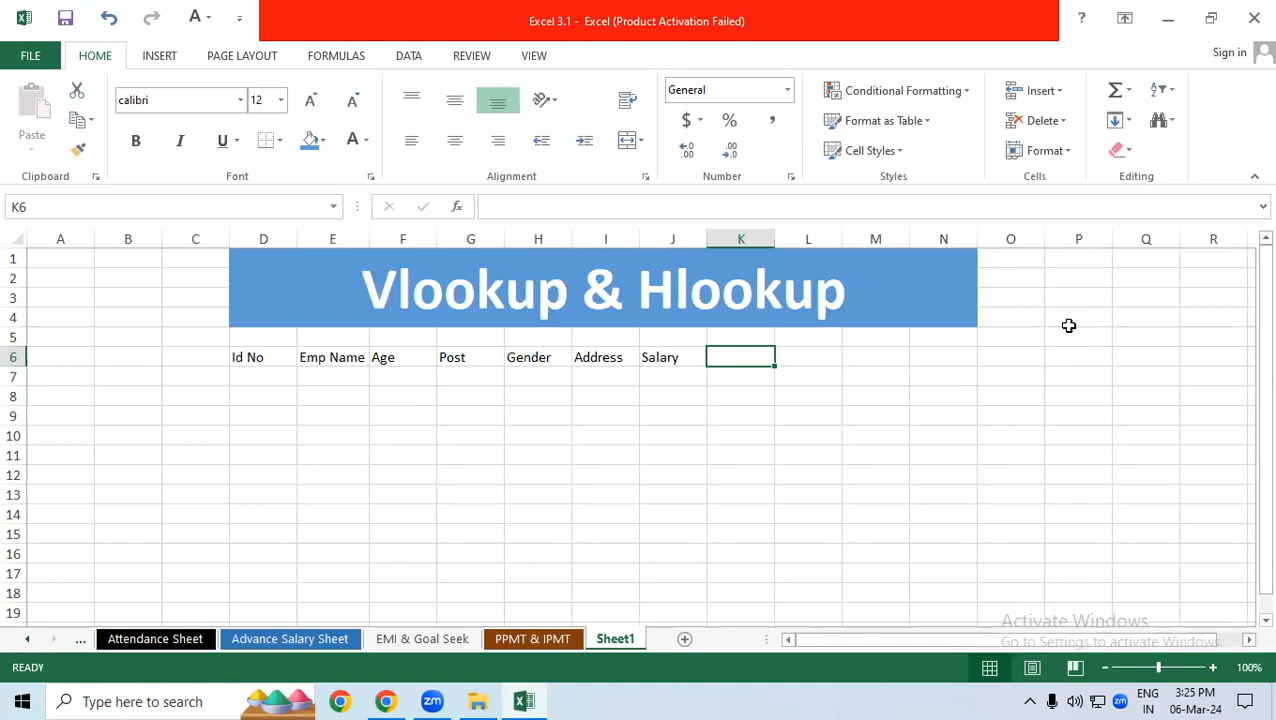 Excel 3.1 - Excel (Product Activation Failed)
FILE HOME INSERT PAGE LAYOUT FORMULAS DATA REVIEW VIEW Sign in
Paste
calibri 12
General
Conditional Formatting
Format as Table
Cell Styles
Insert
Delete
Format
Clipboard Font Alignment Number Styles Cells Editing
K6
A B C D E F G H I J K L M N O P Q R
1
2
3
4
Vlookup & Hlookup
5
6 Id No Emp Name Age Post Gender Address Salary
7
8
9
10
11
12
13
14
15
16
17
18
19
Activate Windows
Go to Settings to activate Windows.
... Attendance Sheet Advance Salary Sheet EMI & Goal Seek PPMT & IPMT Sheet1
READY 100%
Type here to search
ENG
IN
3:25 PM
06-Mar-24